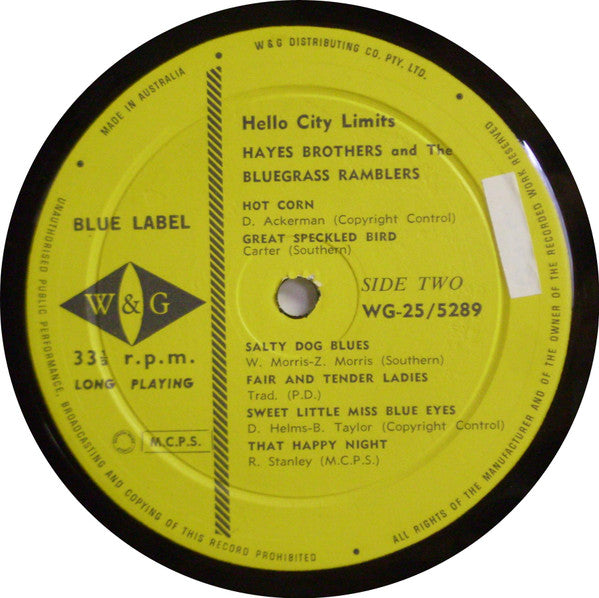 W & G DISTRIBUTING CO. PTY. LTD.
MADE IN AUSTRALIA
Hello City Limits
HAYES BROTHERS and The
BLUEGRASS RAMBLERS
HOT CORN
D. Ackerman (Copyright Control)
GREAT SPECKLED BIRD
Carter (Southern)
BLUE LABEL
W&G
33⅓ r.p.m.
LONG PLAYING
M.C.P.S.
SIDE TWO
WG-25/5289
SALTY DOG BLUES
W. Morris-Z. Morris (Southern)
FAIR AND TENDER LADIES
Trad. (P.D.)
SWEET LITTLE MISS BLUE EYES
D. Helms-B. Taylor (Copyright Control)
THAT HAPPY NIGHT
R. Stanley (M.C.P.S.)
ALL RIGHTS OF THE MANUFACTURER AND OF THE OWNER OF THE RECORDED WORK RESERVED
UNAUTHORISED PUBLIC PERFORMANCE, BROADCASTING AND COPYING OF THIS RECORD PROHIBITED